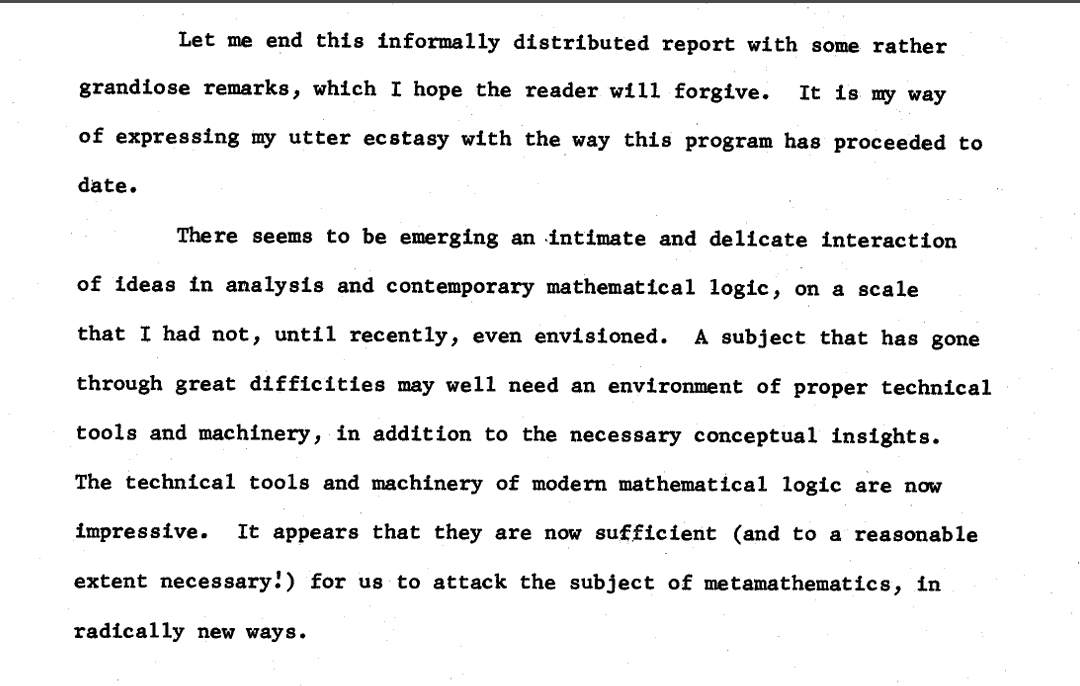 Let me end this informally distributed report with some rather
grandiose remarks, which I hope the reader will forgive. It is my way
of expressing my utter ecstasy with the way this program has proceeded to
date.
There seems to be emerging an intimate and delicate interaction
of ideas in analysis and contemporary mathematical logic, on a scale
that I had not, until recently, even envisioned. A subject that has gone
through great difficities may well need an environment of proper technical
tools and machinery, in addition to the necessary conceptual insights.
The technical tools and machinery of modern mathematical logic are now
impressive. It appears that they are now sufficient (and to a reasonable
extent necessary!) for us to attack the subject of metamathematics, in
radically new ways.